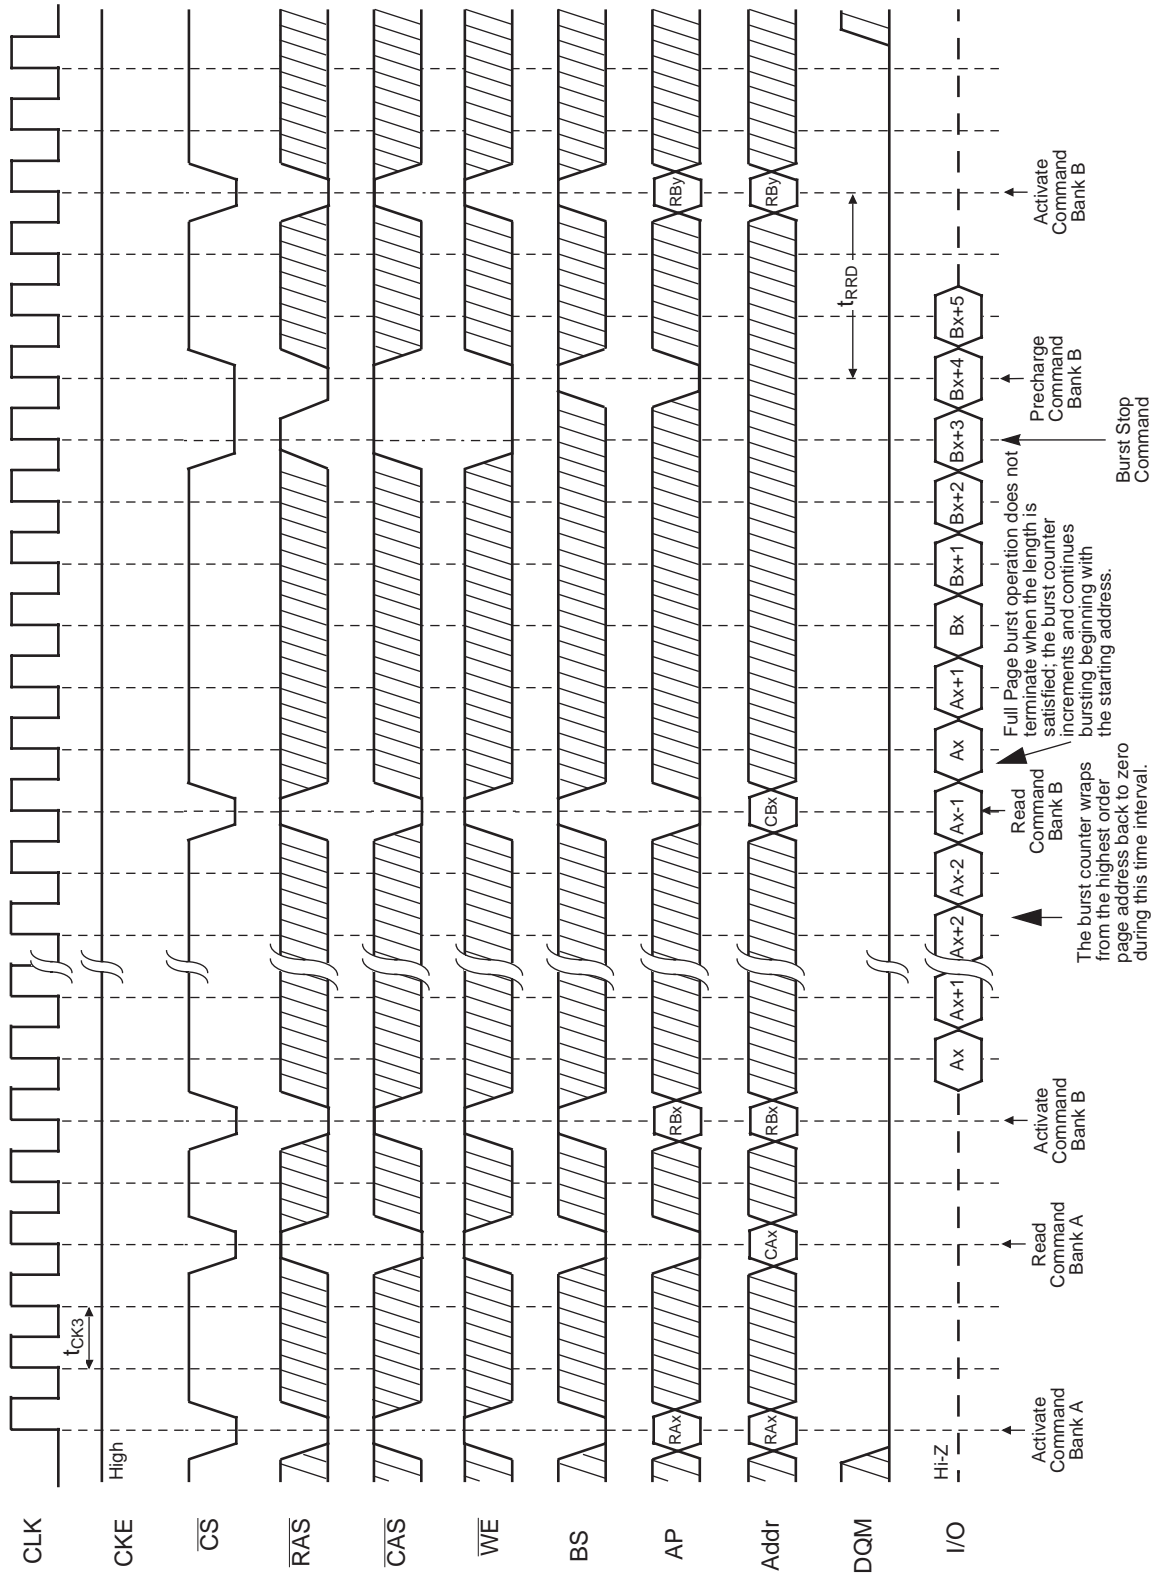 CLK
CKE
CS
RAS
CAS
WE
BS
AP
Addr
DQM
I/O
tCK3
High
RAx
RBx
RBy
RAx
CAx
RBx
CBx
RBy
tRRD
Hi-Z
Ax
Ax+1
Ax+2
Ax-2
Ax-1
Ax
Ax+1
Bx
Bx+1
Bx+2
Bx+3
Bx+4
Bx+5
Activate
Command
Bank A
Read
Command
Bank A
Activate
Command
Bank B
The burst counter wraps
from the highest order
page address back to zero
during this time interval.
Read
Command
Bank B
Full Page burst operation does not
terminate when the length is
satisfied; the burst counter
increments and continues
bursting beginning with
the starting address.
Burst Stop
Command
Precharge
Command
Bank B
Activate
Command
Bank B